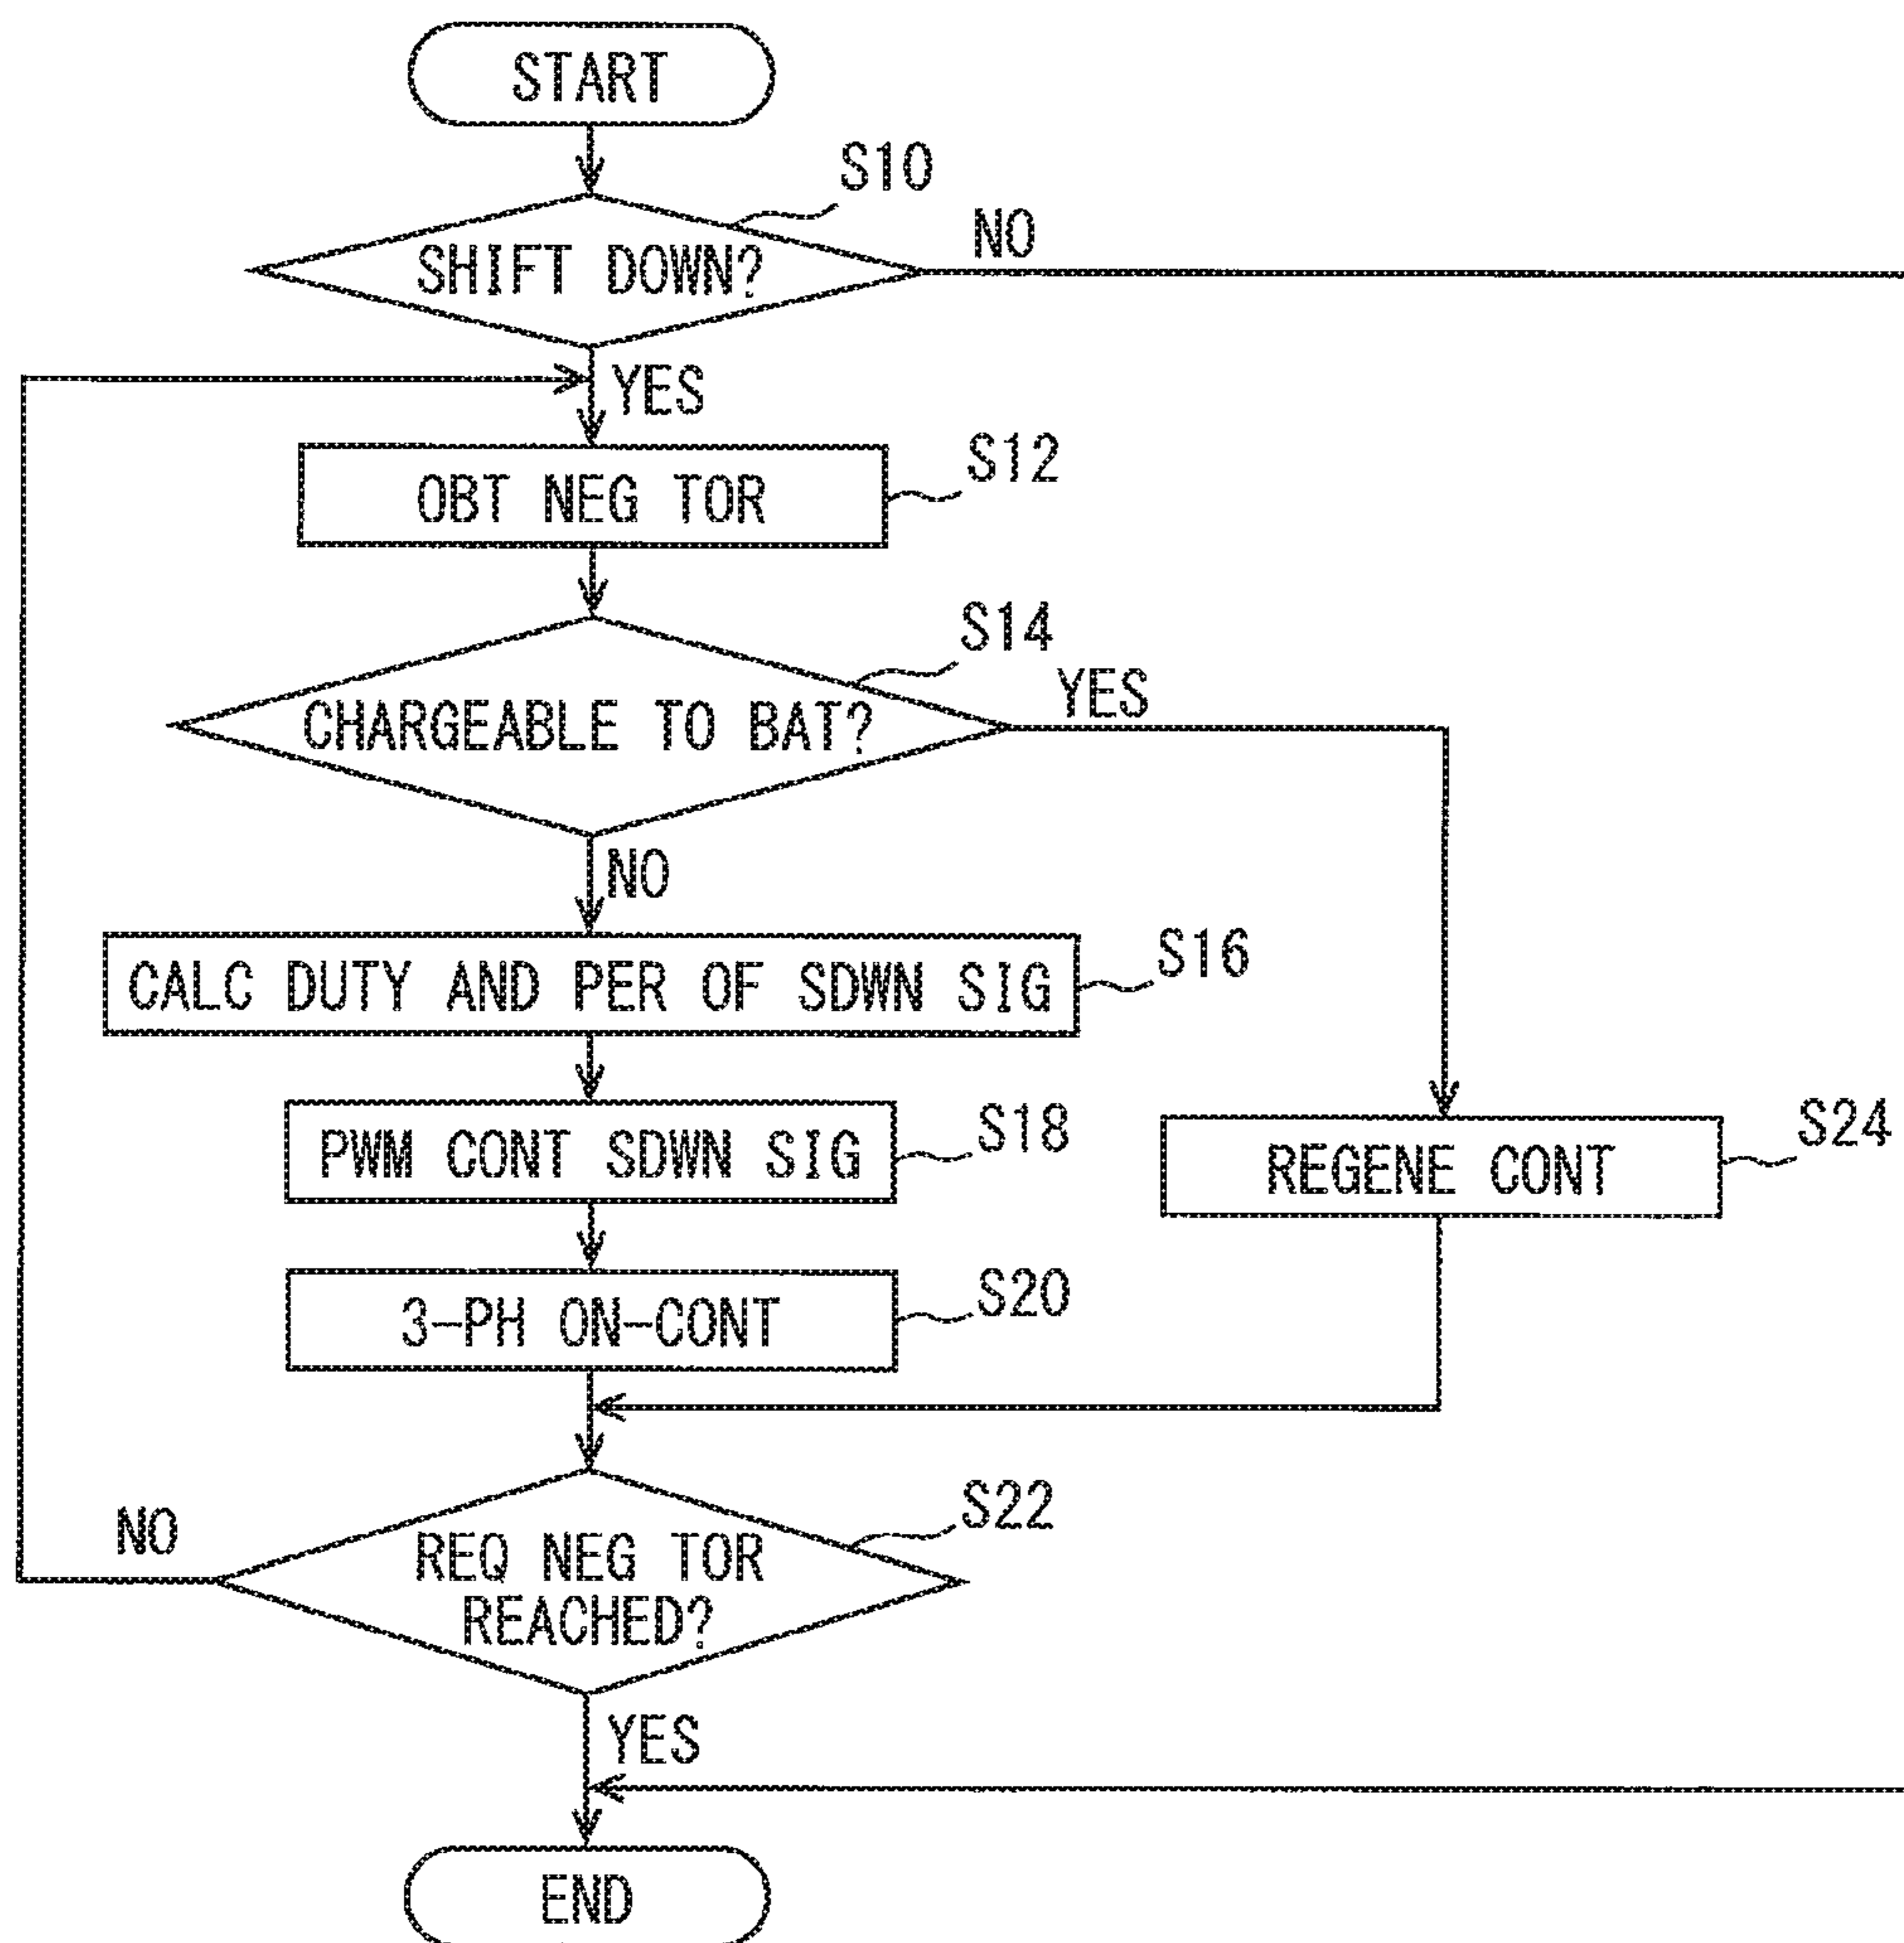 START
S10
SHIFT DOWN?
NO
YES
OBT NEG TOR
S12
S14
CHARGEABLE TO BAT?
YES
NO
CALC DUTY AND PER OF SDWN SIG
S16
PWM CONT SDWN SIG
S18
REGENE CONT
S24
3-PH ON-CONT
S20
S22
NO
REQ NEG TOR
REACHED?
YES
END